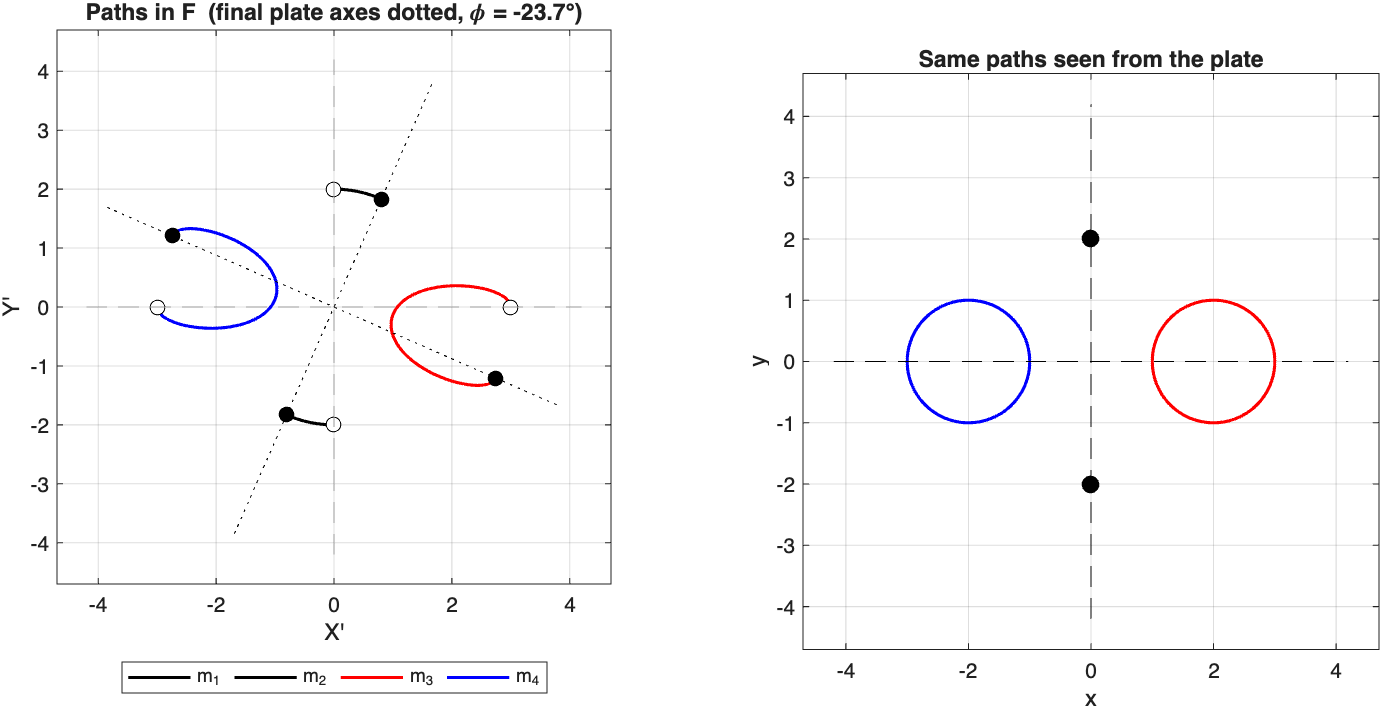 Paths in F (final plate axes dotted, ϕ = -23.7°)
4
3
2
1
0
-1
-2
-3
-4
Y'
-4 -2 0 2 4
X'
m₁ m₂ m₃ m₄
Same paths seen from the plate
4
3
2
1
0
-1
-2
-3
-4
y
-4 -2 0 2 4
x